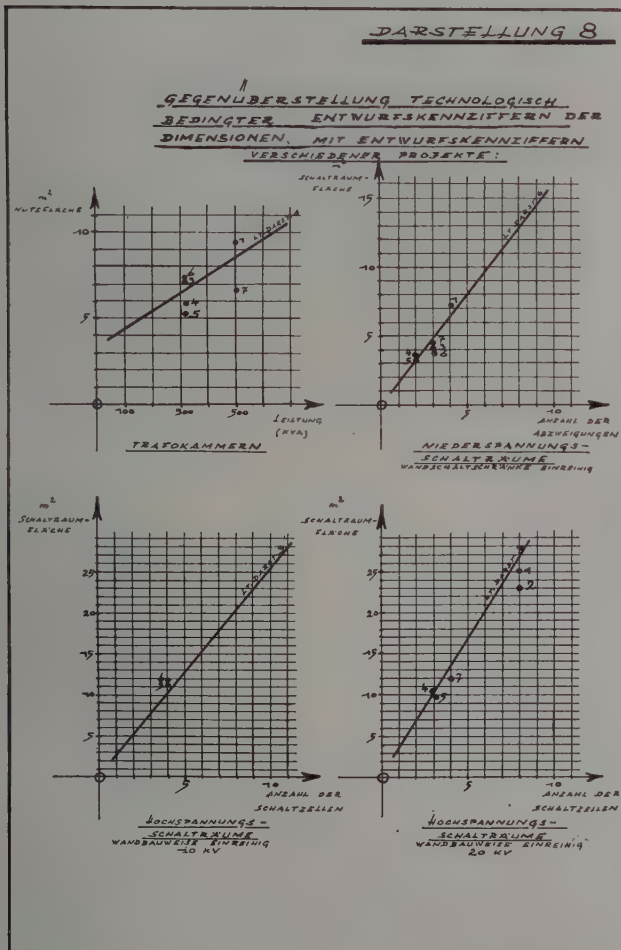 DARSTELLUNG 8
GEGENÜBERSTELLUNG TECHNOLOGISCH
BEDINGTER ENTWURFSKENNZIFFERN DER
DIMENSIONEN, MIT ENTWURFSKENNZIFFERN
VERSCHIEDENER PROJEKTE:
m²
NUTZFLÄCHE
10
5
100
300
500
LEISTUNG
(KVA)
TRAFOKAMMERN
m²
SCHALTRAUM-
FLÄCHE
15
10
5
5
10
ANZAHL DER
ABZWEIGUNGEN
NIEDERSPANNUNGS-
SCHALTRÄUME
WANDSCHALTSCHRÄNKE EINREIHIG
m²
SCHALTRAUM-
FLÄCHE
25
20
15
10
5
5
10
ANZAHL DER
SCHALTZELLEN
HOCHSPANNUNGS-
SCHALTRÄUME
WANDBAUWEISE EINREIHIG
10 KV
m²
SCHALTRAUM-
FLÄCHE
25
20
15
10
5
5
10
ANZAHL DER
SCHALTZELLEN
HOCHSPANNUNGS-
SCHALTRÄUME
WANDBAUWEISE EINREIHIG
20 KV